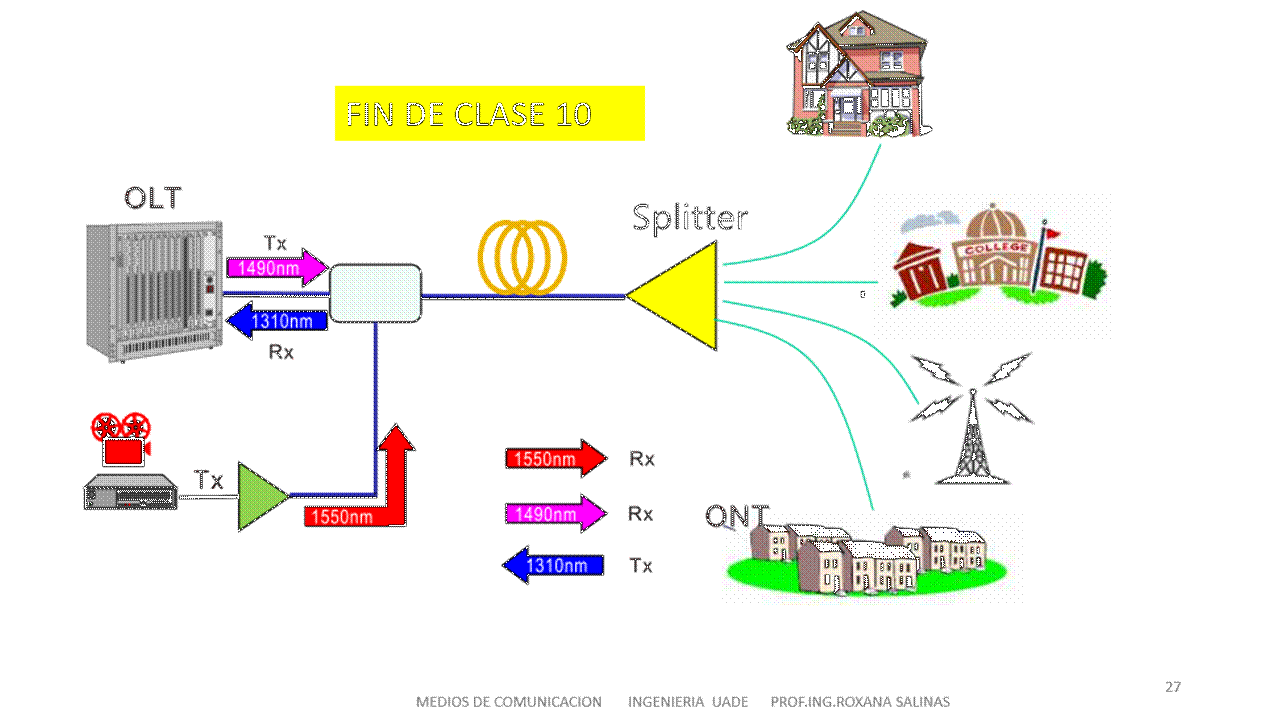 FIN DE CLASE 10
OLT
Tx
1490nm
1310nm
Rx
Splitter
COLLEGE
Tx
1550nm
1550nm Rx
1490nm Rx
1310nm Tx
ONT
MEDIOS DE COMUNICACION INGENIERIA UADE PROF.ING.ROXANA SALINAS
27